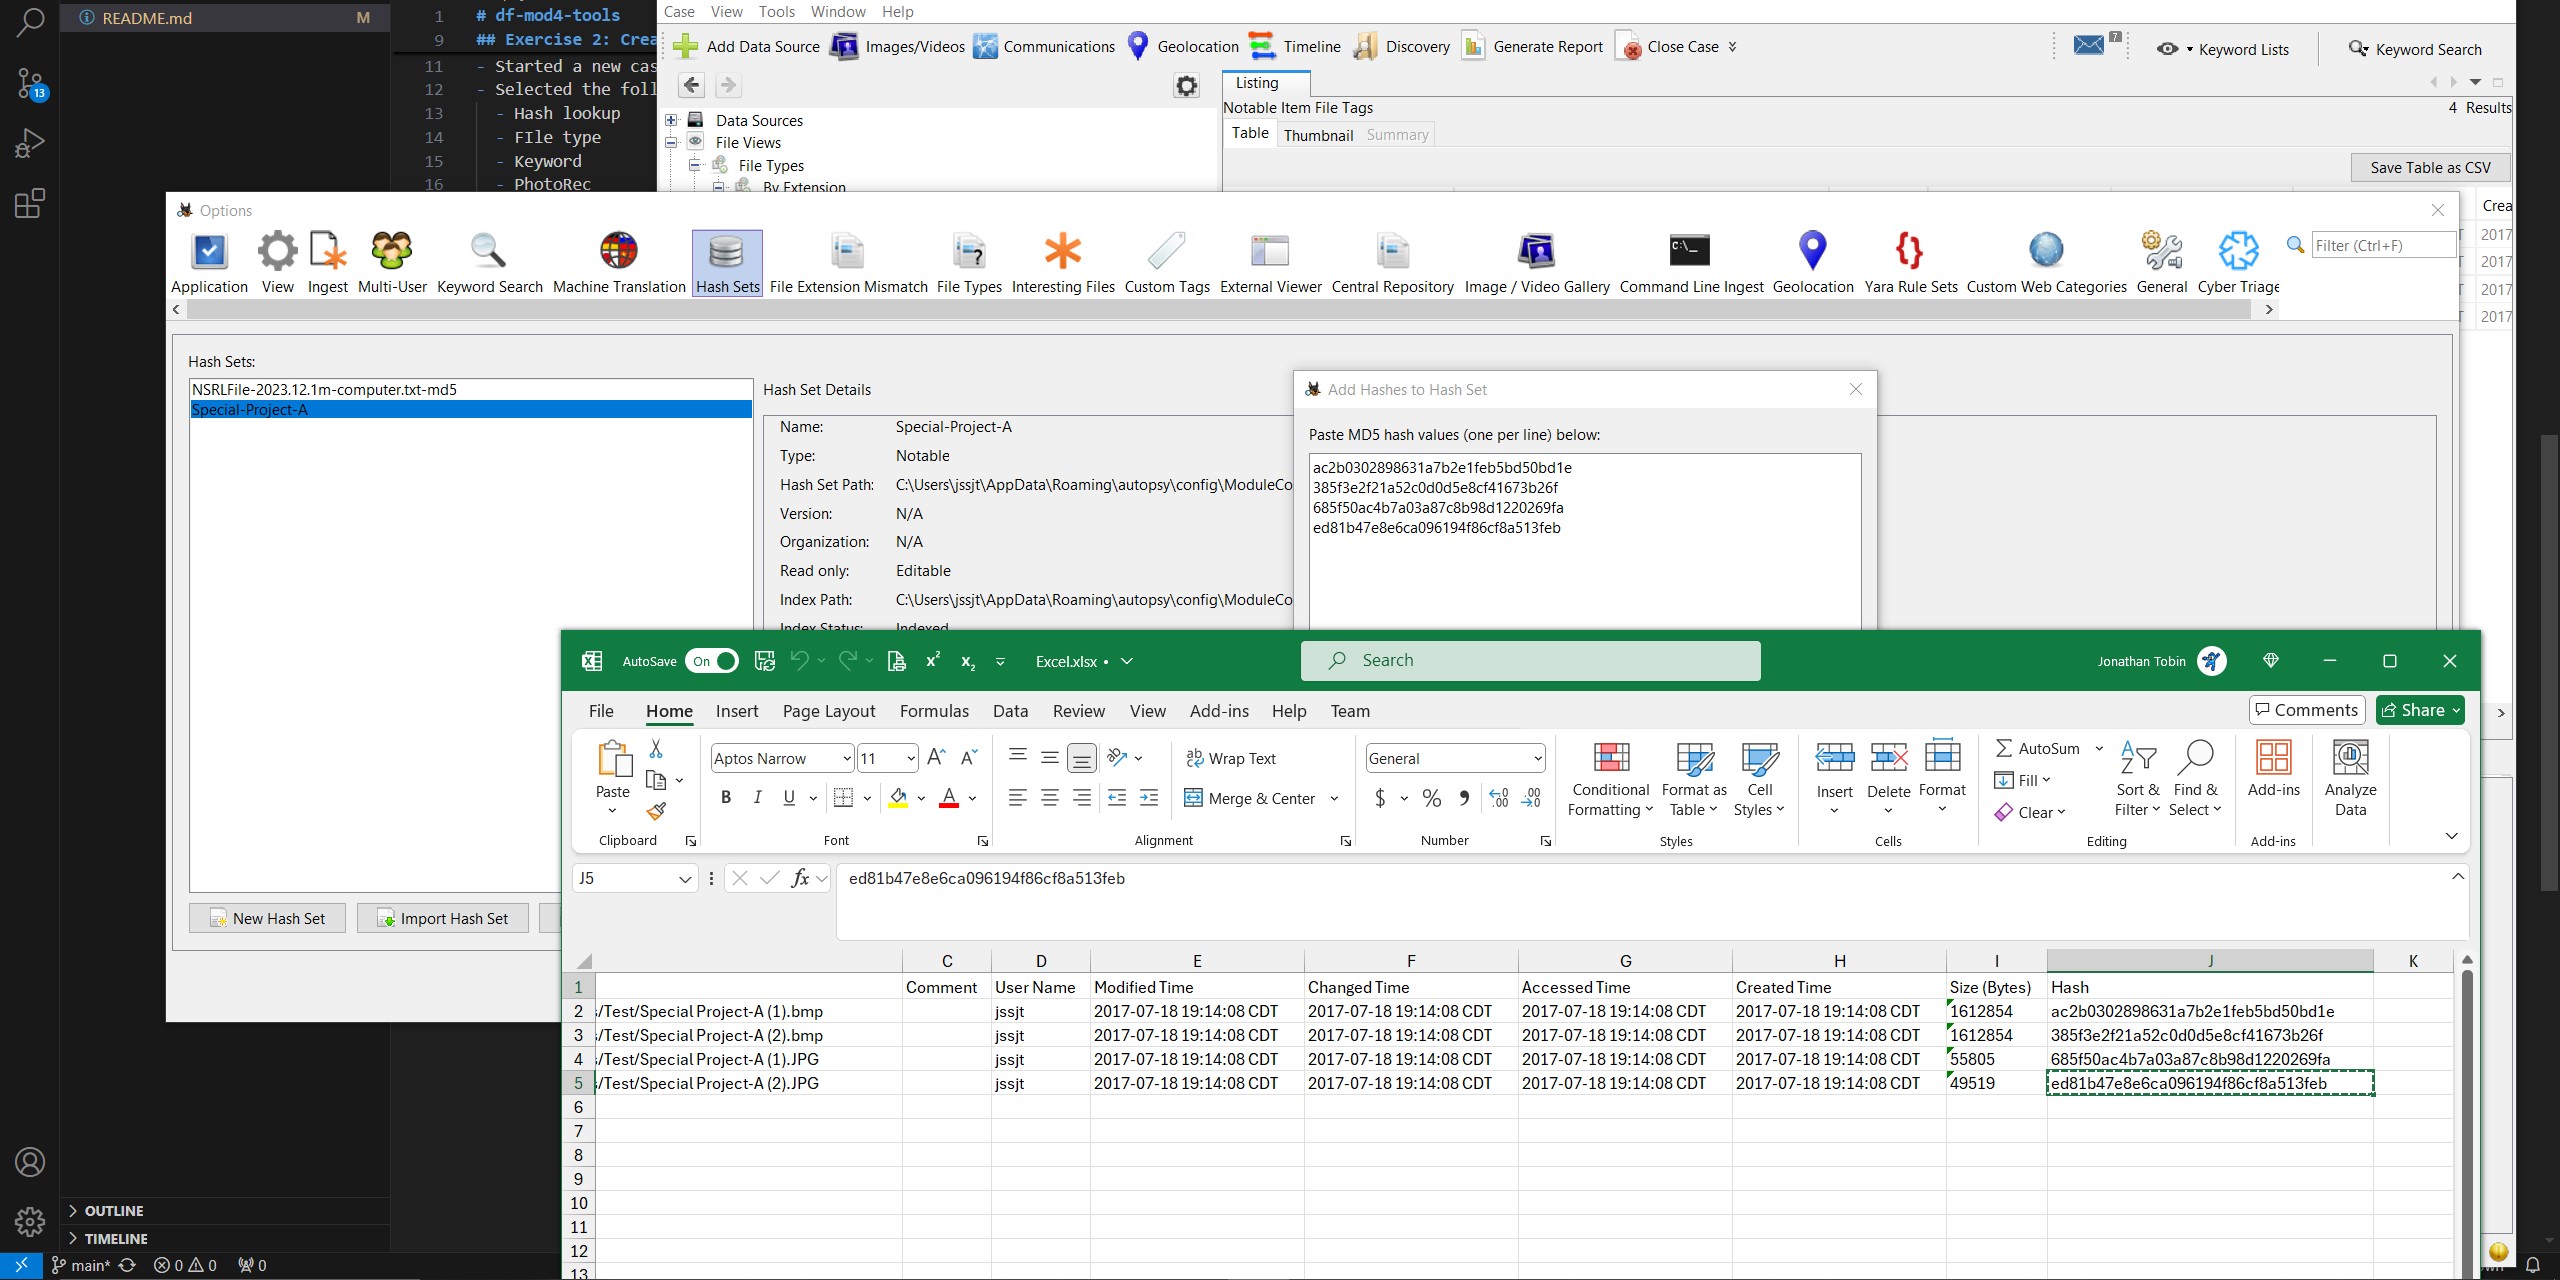 README.md M
1 # df-mod4-tools
9 ## Exercise 2: Crea
11 - Started a new cas
12 - Selected the foll
13 - Hash lookup
14 - FIle type
15 - Keyword
16 - PhotoRec
13
Case View Tools Window Help
Add Data Source Images/Videos Communications Geolocation Timeline Discovery Generate Report Close Case 7 Keyword Lists Keyword Search
Data Sources
File Views
File Types
By Extension
Listing
Notable Item File Tags
4 Results
Table Thumbnail Summary
Save Table as CSV
Crea
2017
2017
2017
2017
Options
Application View Ingest Multi-User Keyword Search Machine Translation Hash Sets File Extension Mismatch File Types Interesting Files Custom Tags External Viewer Central Repository Image / Video Gallery Command Line Ingest Geolocation Yara Rule Sets Custom Web Categories General Cyber Triage
Filter (Ctrl+F)
Hash Sets:
NSRLFile-2023.12.1m-computer.txt-md5
Special-Project-A
Hash Set Details
Name: Special-Project-A
Type: Notable
Hash Set Path: C:\Users\jssjt\AppData\Roaming\autopsy\config\ModuleCo
Version: N/A
Organization: N/A
Read only: Editable
Index Path: C:\Users\jssjt\AppData\Roaming\autopsy\config\ModuleCo
Index Status: Indexed
New Hash Set Import Hash Set
Add Hashes to Hash Set
Paste MD5 hash values (one per line) below:
ac2b0302898631a7b2e1feb5bd50bd1e
385f3e2f21a52c0d0d5e8cf41673b26f
685f50ac4b7a03a87c8b98d1220269fa
ed81b47e8e6ca096194f86cf8a513feb
AutoSave On Excel.xlsx • Search Jonathan Tobin
File Home Insert Page Layout Formulas Data Review View Add-ins Help Team Comments Share
Paste
Clipboard
Aptos Narrow 11
B I U
Font
Wrap Text
Merge & Center
Alignment
General
$ %
Number
Conditional Formatting Format as Table Cell Styles
Styles
Insert Delete Format
Cells
AutoSum
Fill
Clear
Sort & Filter Find & Select
Editing
Add-ins
Add-ins
Analyze Data
J5 fx ed81b47e8e6ca096194f86cf8a513feb
C D E F G H I J K
1 Comment User Name Modified Time Changed Time Accessed Time Created Time Size (Bytes) Hash
2 /Test/Special Project-A (1).bmp jssjt 2017-07-18 19:14:08 CDT 2017-07-18 19:14:08 CDT 2017-07-18 19:14:08 CDT 2017-07-18 19:14:08 CDT 1612854 ac2b0302898631a7b2e1feb5bd50bd1e
3 /Test/Special Project-A (2).bmp jssjt 2017-07-18 19:14:08 CDT 2017-07-18 19:14:08 CDT 2017-07-18 19:14:08 CDT 2017-07-18 19:14:08 CDT 1612854 385f3e2f21a52c0d0d5e8cf41673b26f
4 /Test/Special Project-A (1).JPG jssjt 2017-07-18 19:14:08 CDT 2017-07-18 19:14:08 CDT 2017-07-18 19:14:08 CDT 2017-07-18 19:14:08 CDT 55805 685f50ac4b7a03a87c8b98d1220269fa
5 /Test/Special Project-A (2).JPG jssjt 2017-07-18 19:14:08 CDT 2017-07-18 19:14:08 CDT 2017-07-18 19:14:08 CDT 2017-07-18 19:14:08 CDT 49519 ed81b47e8e6ca096194f86cf8a513feb
6
7
8
9
10
11
12
13
OUTLINE
TIMELINE
main* 0 0 0